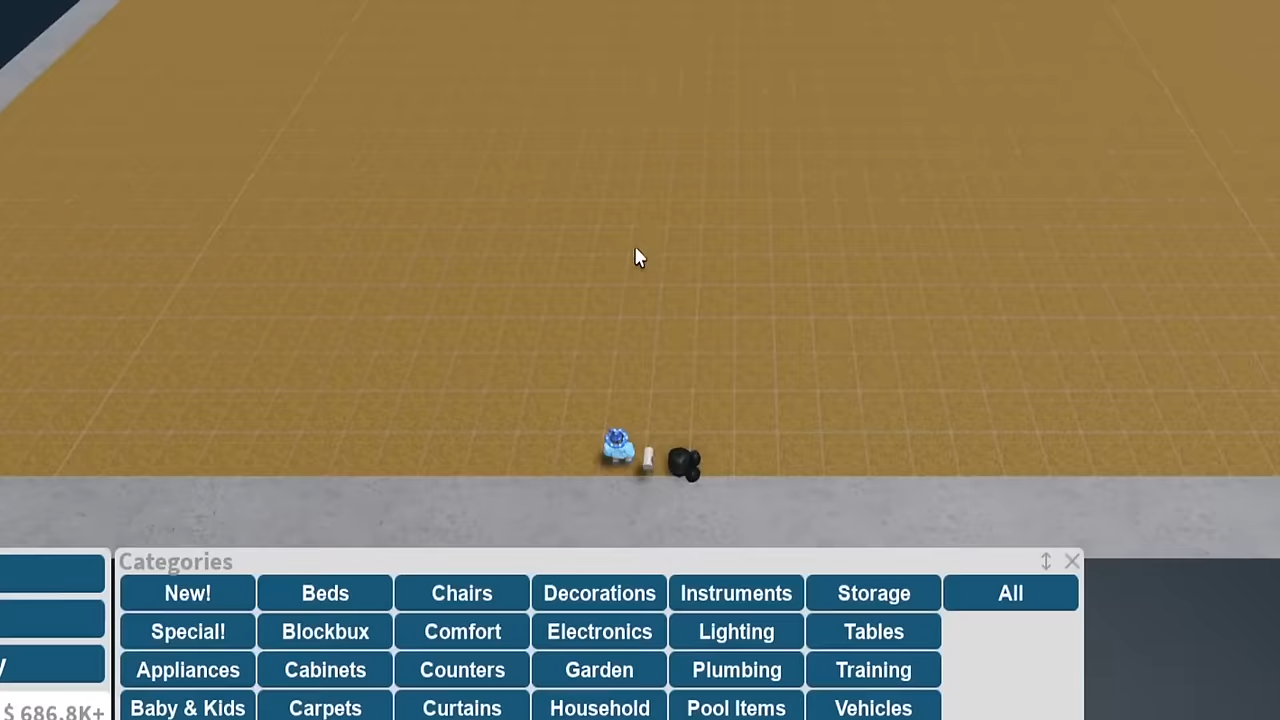 Categories
New! Beds Chairs Decorations Instruments Storage All
Special! Blockbux Comfort Electronics Lighting Tables
Appliances Cabinets Counters Garden Plumbing Training
y
Baby & Kids Carpets Curtains Household Pool Items Vehicles
$ 686.8K+